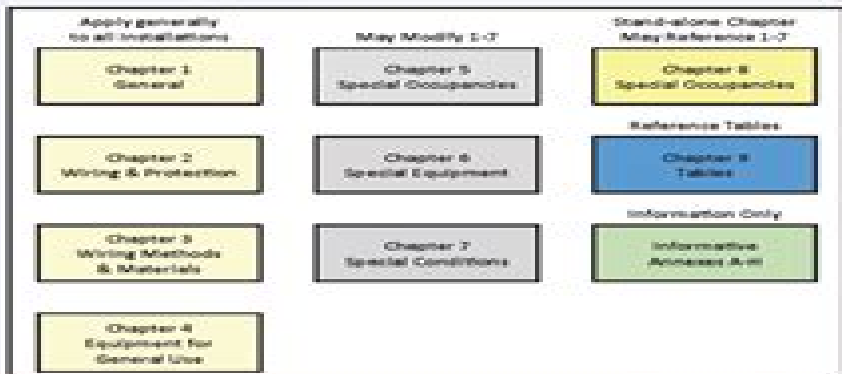 Apply generally
to all installations
Chapter 1
General
Chapter 2
Wiring & Protection
Chapter 3
Wiring Methods
& Materials
Chapter 4
Equipment for
General Use
May Modify 1-7
Chapter 5
Special Occupancies
Chapter 6
Special Equipment
Chapter 7
Special Conditions
Stand-alone Chapter
May Reference 1-7
Chapter 8
Special Occupancies
Reference Tables
Chapter 9
Tables
Information Only
Informative
Annexes